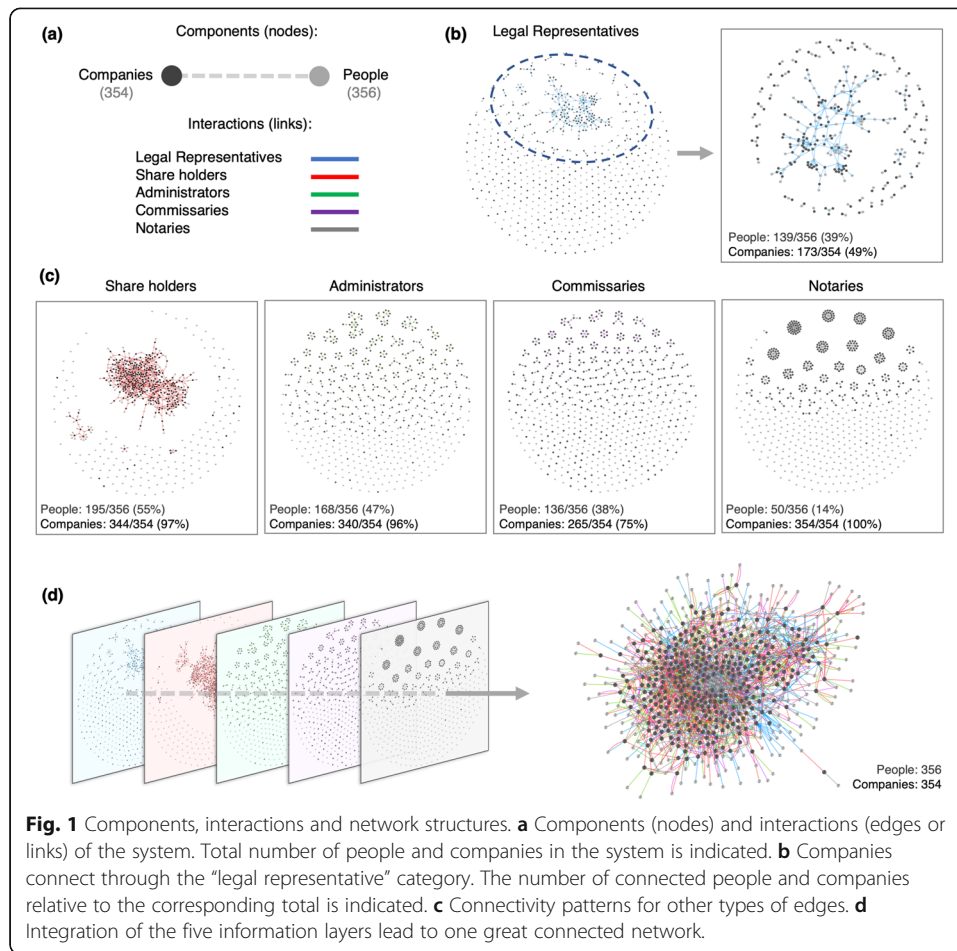 (a)
Components (nodes):
Companies
(354)
People
(356)
Interactions (links):
Legal Representatives
Share holders
Administrators
Commissaries
Notaries
(b)
Legal Representatives
People: 139/356 (39%)
Companies: 173/354 (49%)
(c)
Share holders
People: 195/356 (55%)
Companies: 344/354 (97%)
Administrators
People: 168/356 (47%)
Companies: 340/354 (96%)
Commissaries
People: 136/356 (38%)
Companies: 265/354 (75%)
Notaries
People: 50/356 (14%)
Companies: 354/354 (100%)
(d)
People: 356
Companies: 354
Fig. 1 Components, interactions and network structures. a Components (nodes) and interactions (edges or
links) of the system. Total number of people and companies in the system is indicated. b Companies
connect through the “legal representative” category. The number of connected people and companies
relative to the corresponding total is indicated. c Connectivity patterns for other types of edges. d
Integration of the five information layers lead to one great connected network.